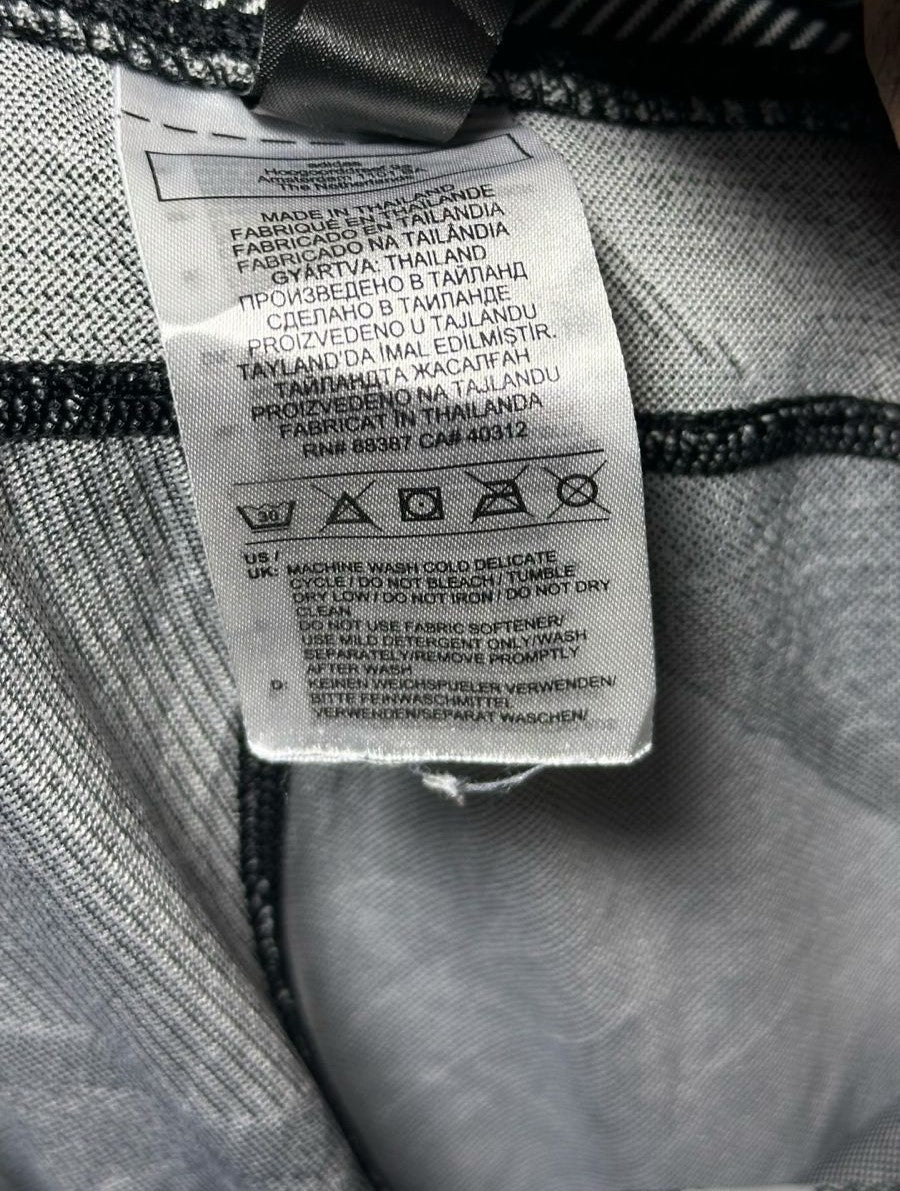 adidas
Amsterdam
The Netherlands
MADE IN THAILAND
FABRIQUE EN THAILANDE
FABRICADO EN TAILANDIA
FABRICADO NA TAILÂNDIA
GYÁRTVA: THAILAND
ПРОИЗВЕДЕНО В ТАЙЛАНД
СДЕЛАНО В ТАИЛАНДЕ
PROIZVEDENO U TAJLANDU
TAYLAND'DA İMAL EDİLMİŞTİR.
ТАЙЛАНДТА ЖАСАЛҒАН
PROIZVEDENO NA TAJLANDU
FABRICAT IN THAILANDA
RN# 88387 CA# 40312
30
US /
UK: MACHINE WASH COLD DELICATE
CYCLE / DO NOT BLEACH / TUMBLE
DRY LOW / DO NOT IRON / DO NOT DRY
CLEAN
DO NOT USE FABRIC SOFTENER/
USE MILD DETERGENT ONLY/WASH
SEPARATELY/REMOVE PROMPTLY
AFTER WASH
D: KEINEN WEICHSPUELER VERWENDEN/
BITTE FEINWASCHMITTEL
VERWENDEN/SEPARAT WASCHEN/